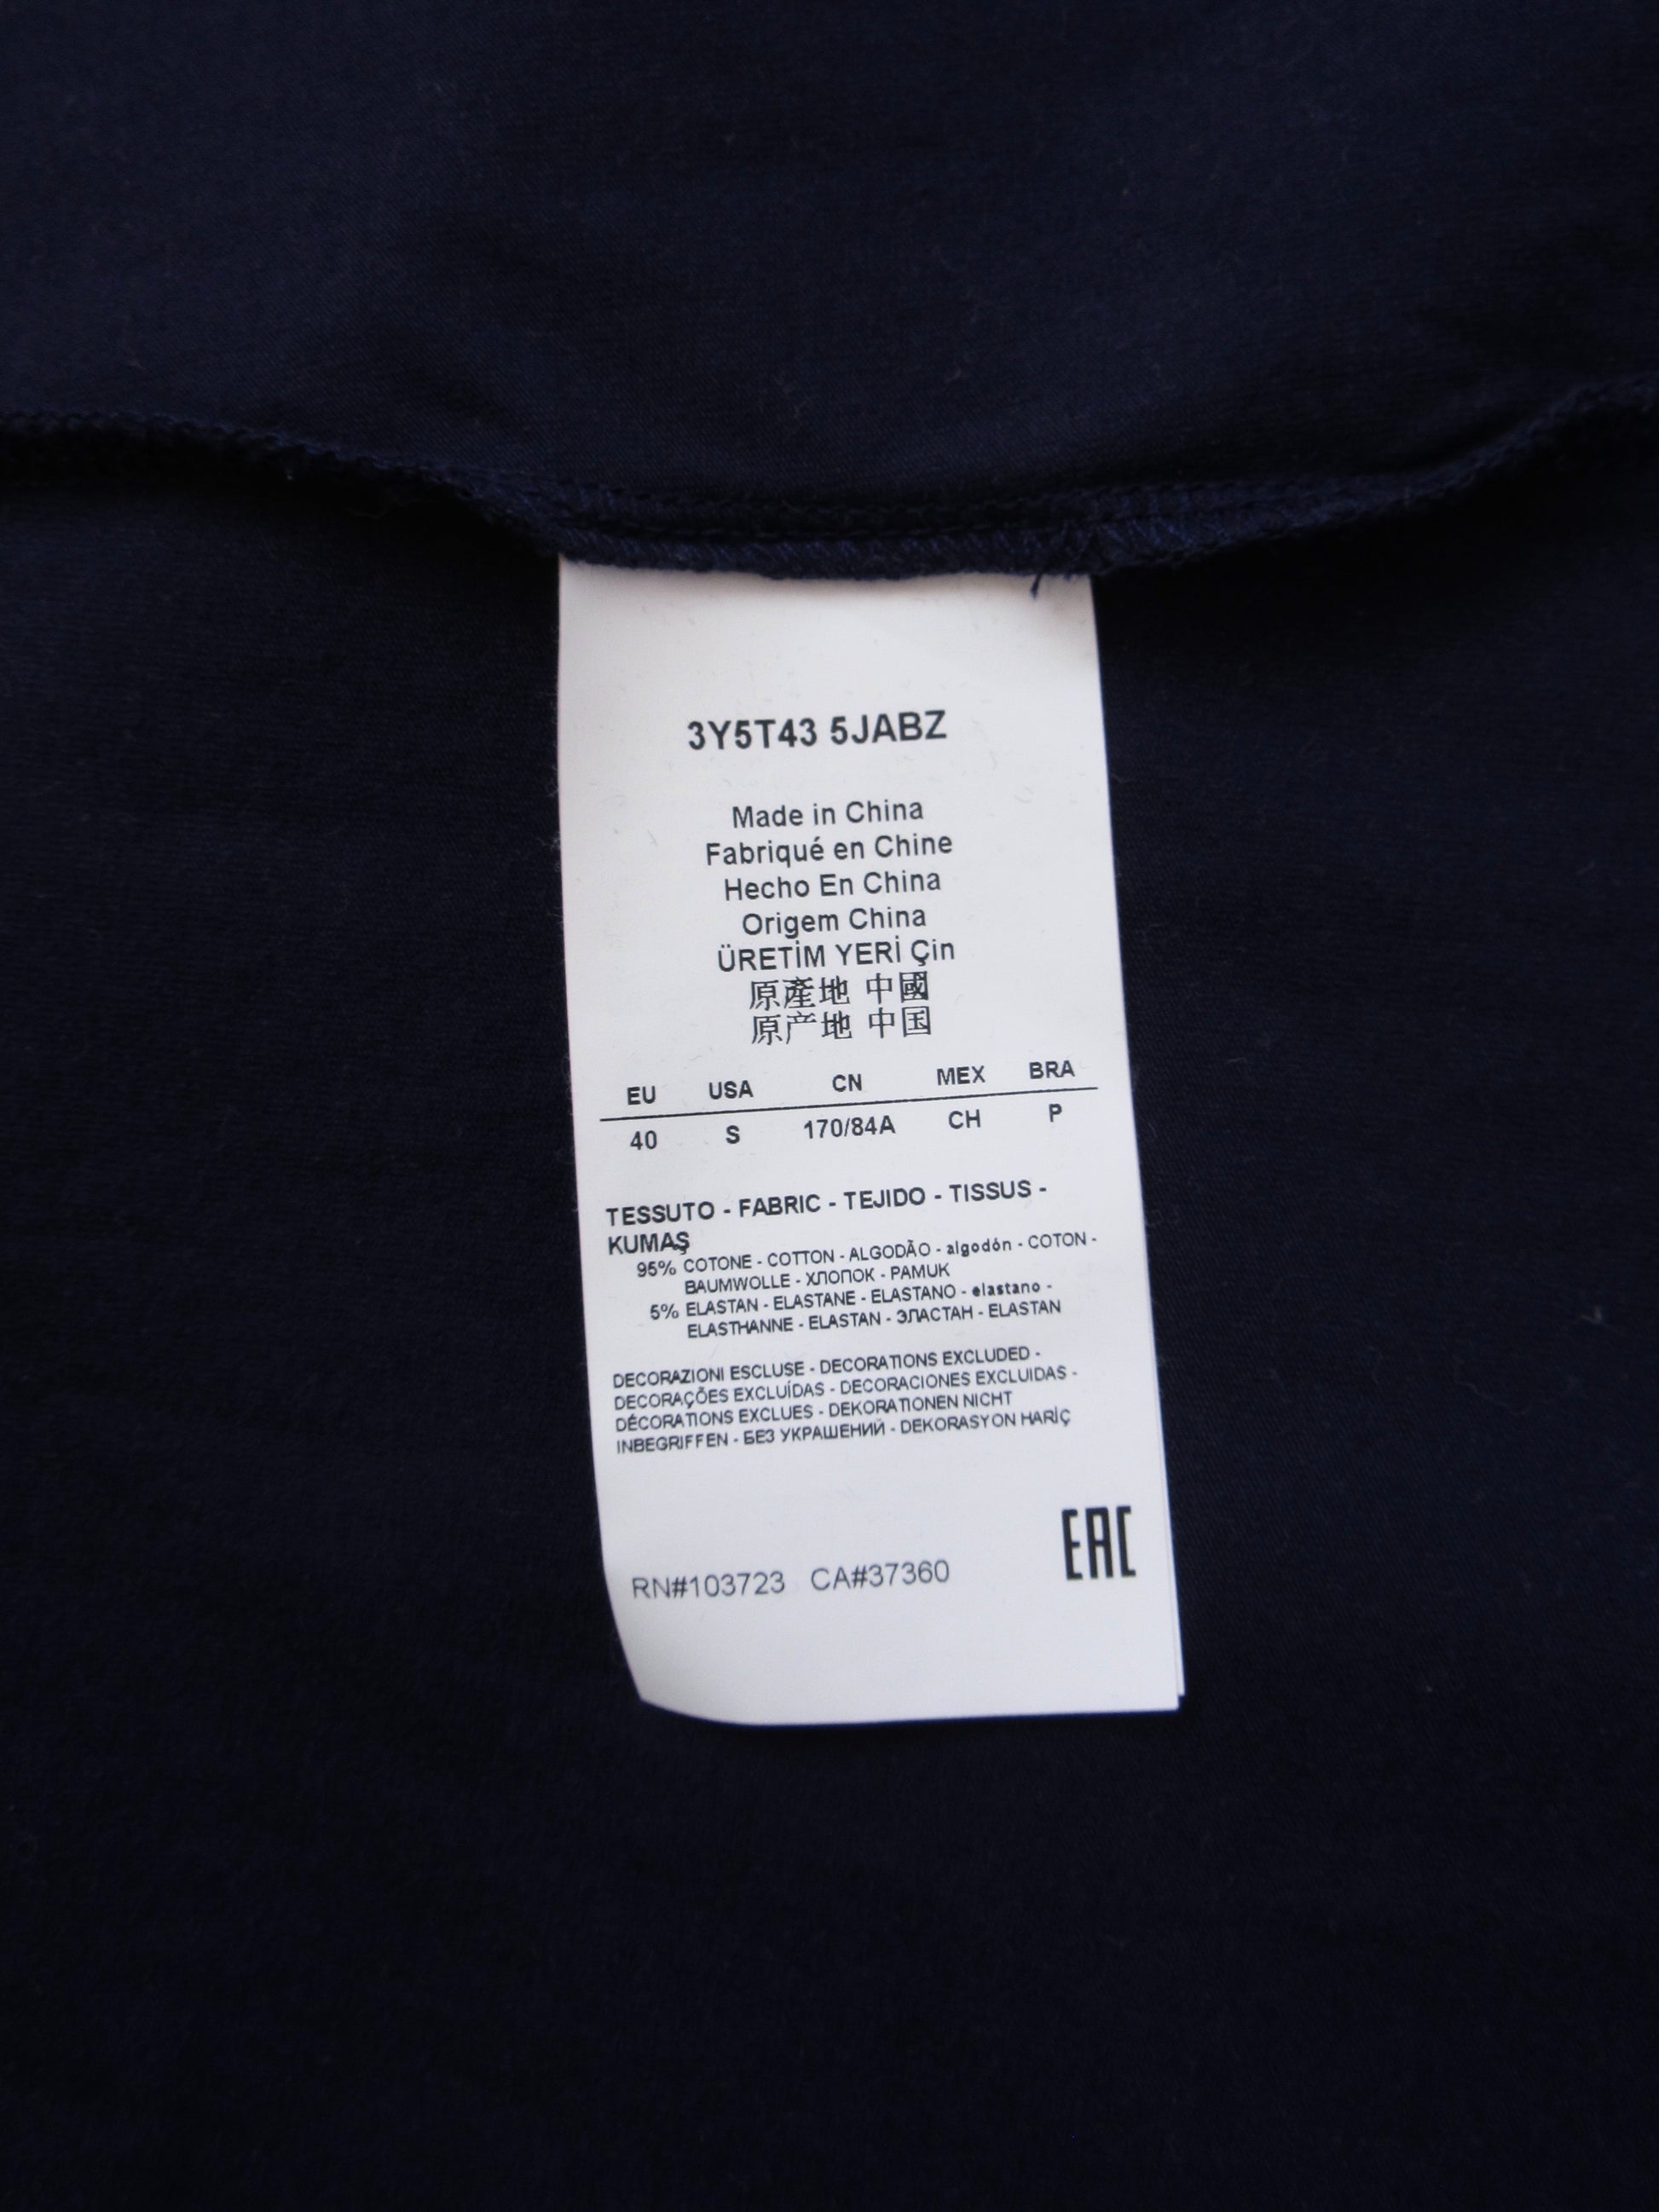 3Y5T43 5JABZ
Made in China
Fabriqué en Chine
Hecho En China
Origem China
ÜRETİM YERİ Çin
原產地 中國
原产地 中国
EU USA CN MEX BRA
40 S 170/84A CH P
TESSUTO - FABRIC - TEJIDO - TISSUS -
KUMAŞ
95% COTONE - COTTON - ALGODÃO - algodón - COTON -
BAUMWOLLE - ХЛОПОК - PAMUK
5% ELASTAN - ELASTANE - ELASTANO - elastano -
ELASTHANNE - ELASTAN - ЭЛАСТАН - ELASTAN
DECORAZIONI ESCLUSE - DECORATIONS EXCLUDED -
DECORAÇÕES EXCLUÍDAS - DECORACIONES EXCLUIDAS -
DÉCORATIONS EXCLUES - DEKORATIONEN NICHT
INBEGRIFFEN - БЕЗ УКРАШЕНИЙ - DEKORASYON HARİÇ
EAC
RN#103723 CA#37360